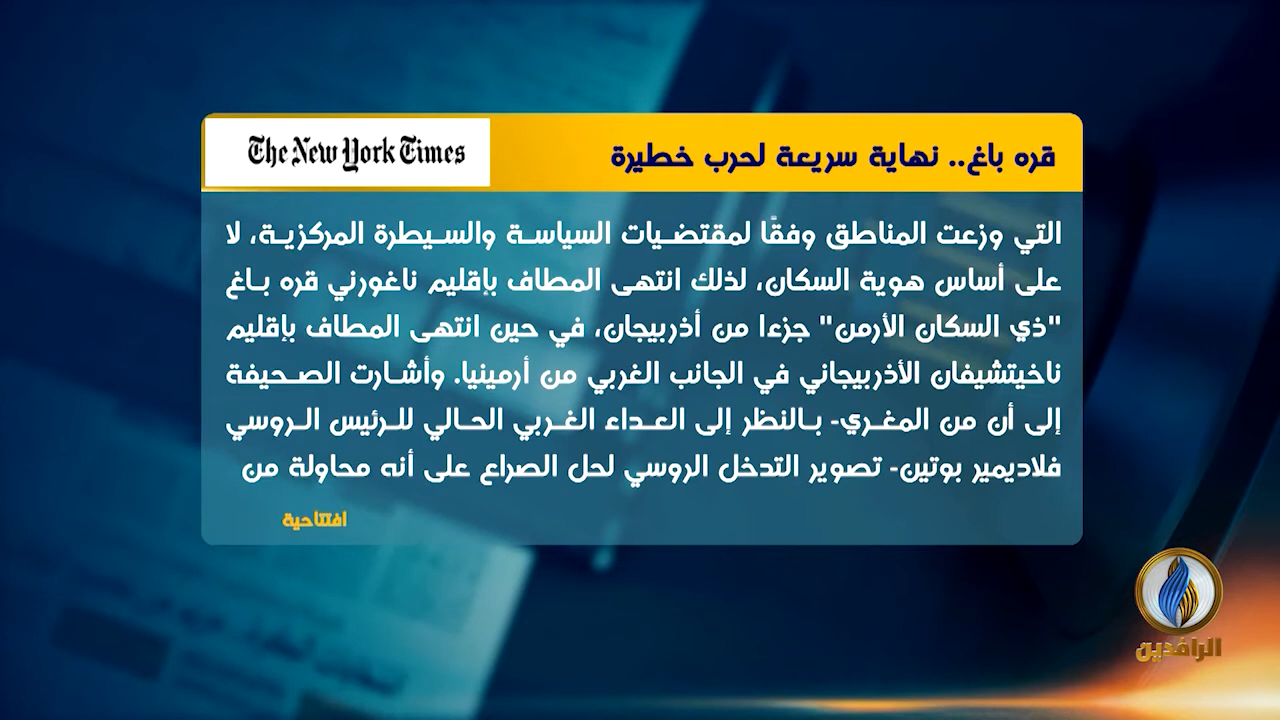 The New York Times
قره باغ.. نهاية سريعة لحرب خطيرة
التي وزعت المناطق وفقًا لمقتضيات السياسة والسيطرة المركزية، لا
على أساس هوية السكان، لذلك انتهى المطاف بإقليم ناغورني قره باغ
"ذي السكان الأرمن" جزءا من أذربيجان، في حين انتهى المطاف بإقليم
ناخيتشيفان الأذربيجاني في الجانب الغربي من أرمينيا. وأشارت الصحيفة
إلى أن من المغري- بالنظر إلى العداء الغربي الحالي للرئيس الروسي
فلاديمير بوتين- تصوير التدخل الروسي لحل الصراع على أنه محاولة من
افتتاحية
الرافدين